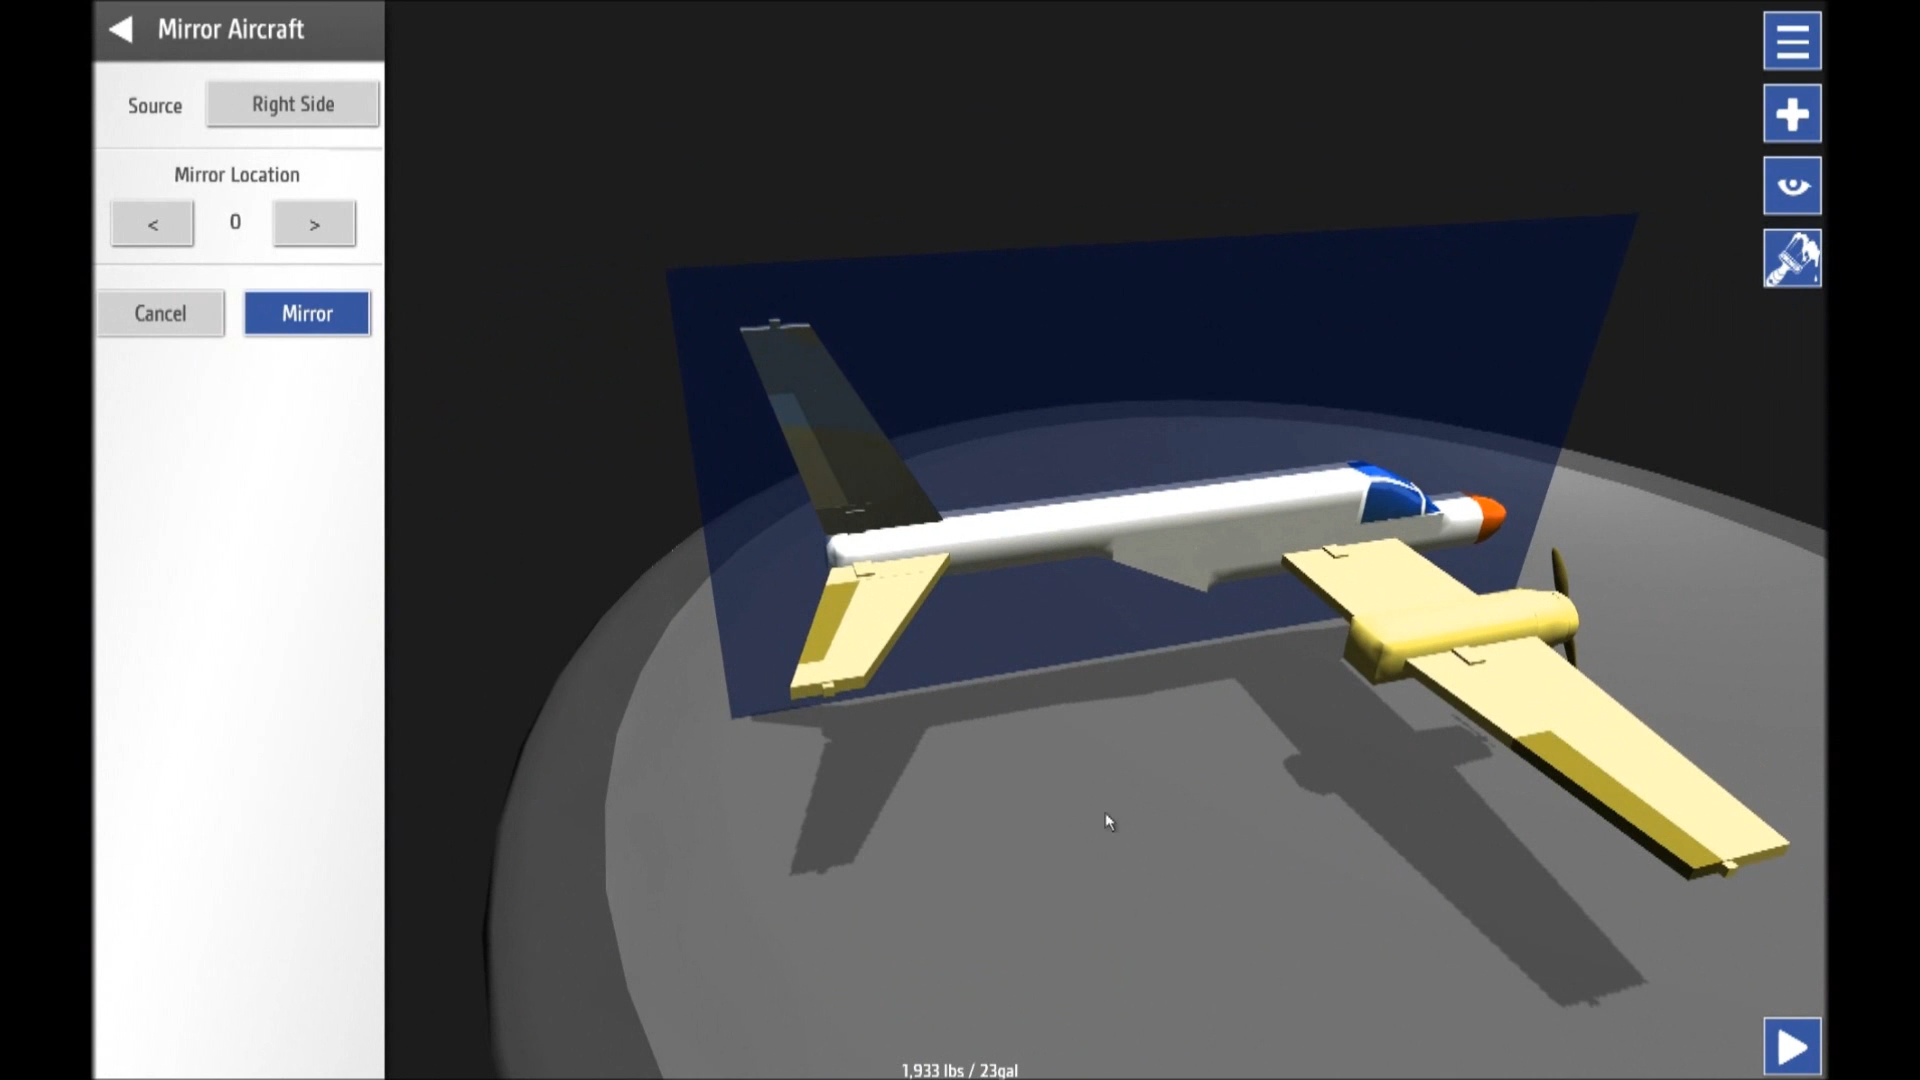 Mirror Aircraft
Source
Right Side
Mirror Location
< 0 >
Cancel
Mirror
1,933 lbs / 23gal